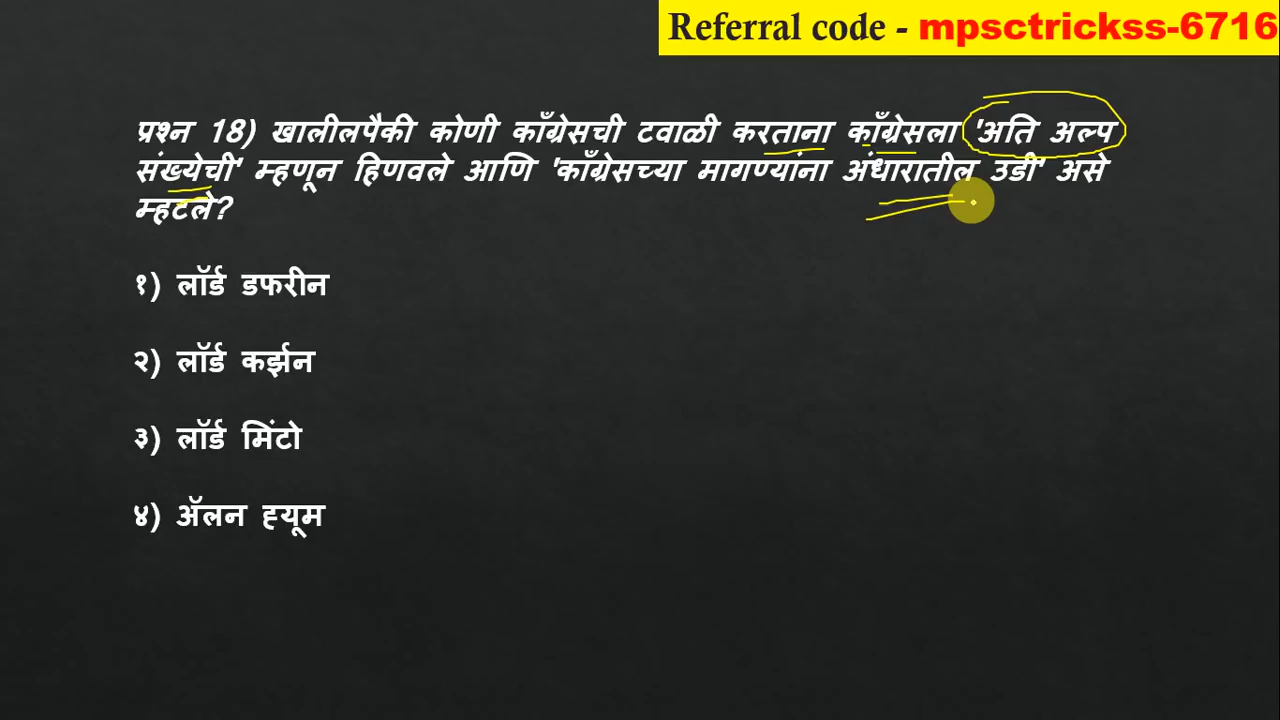 Referral code - mpsctrickss-6716
प्रश्न 18) खालीलपैकी कोणी काँग्रेसची टवाळी करताना काँग्रेसला 'अति अल्प
संख्येची' म्हणून हिणवले आणि 'काँग्रेसच्या मागण्यांना अंधारातील उडी' असे
म्हटले?
१) लॉर्ड डफरीन
२) लॉर्ड कर्झन
३) लॉर्ड मिंटो
४) ॲलन ह्यूम